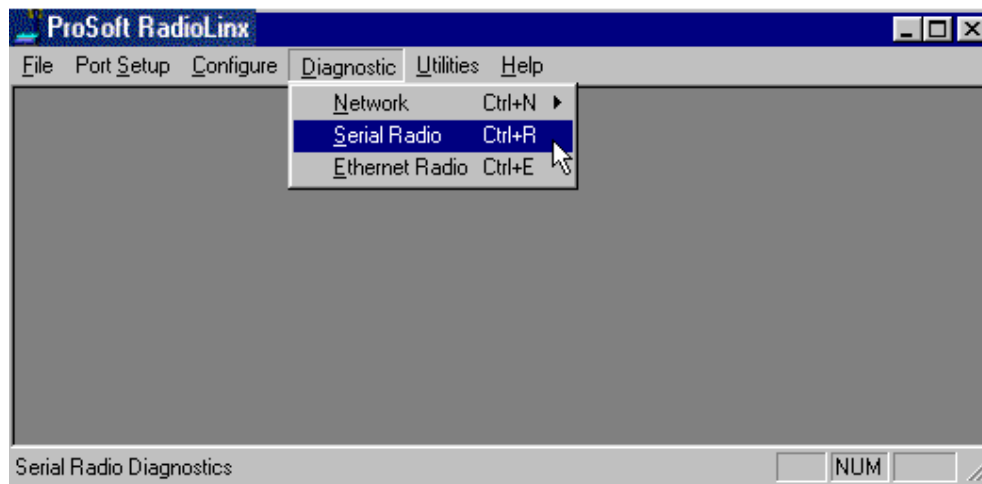 ProSoft RadioLinx
File Port Setup Configure Diagnostic Utilities Help
Network Ctrl+N
Serial Radio Ctrl+R
Ethernet Radio Ctrl+E
Serial Radio Diagnostics NUM